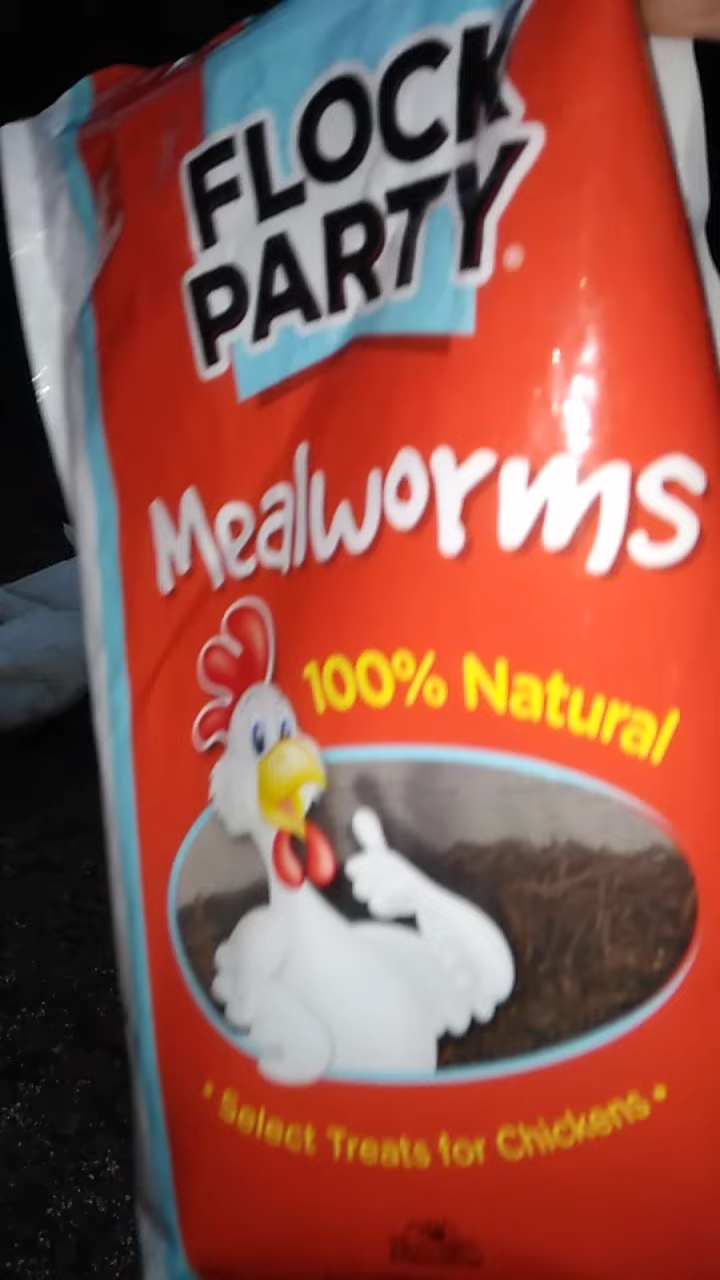 FLOCK
PARTY
Mealworms
100% Natural
• Select Treats for Chickens •